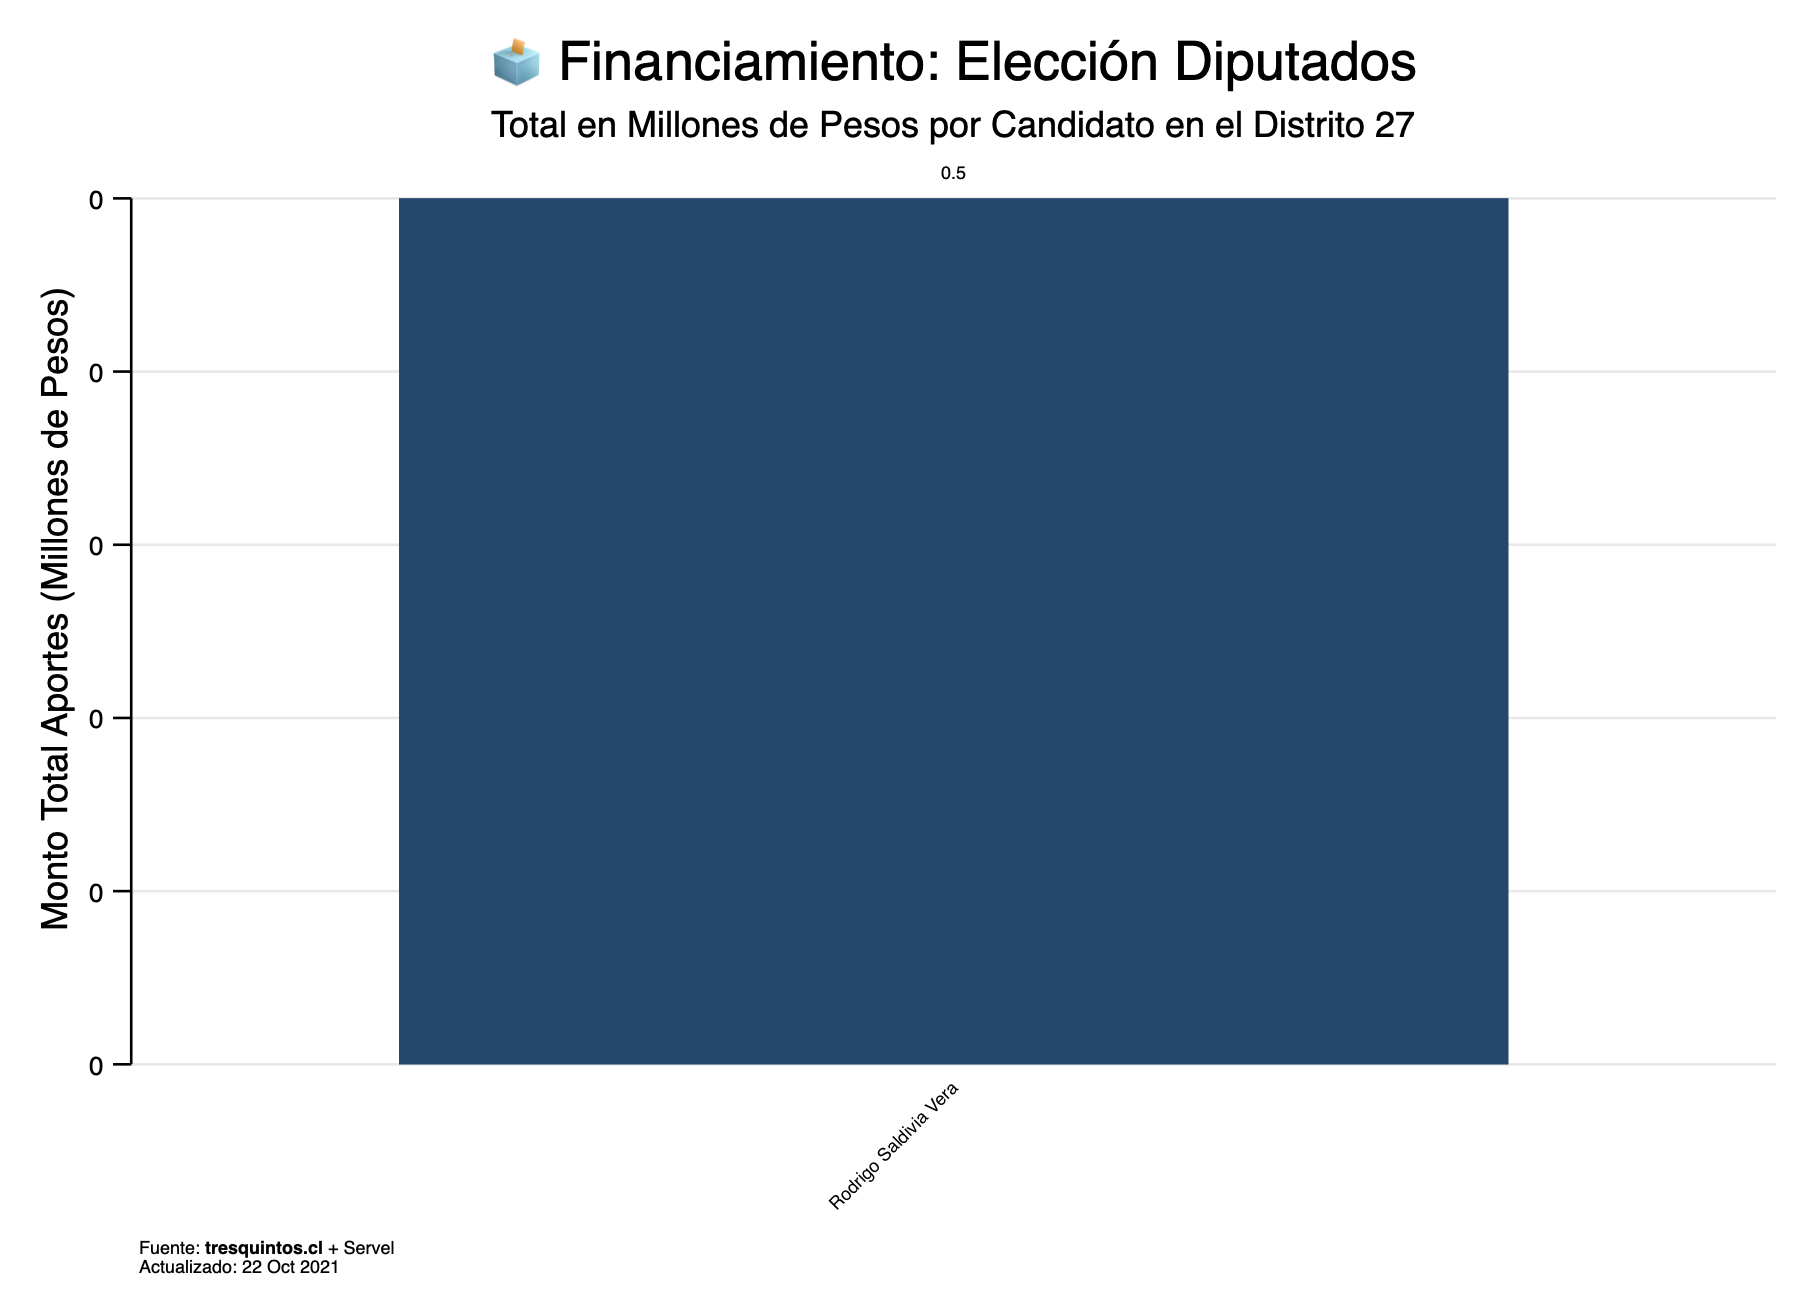 Financiamiento: Elección Diputados
Total en Millones de Pesos por Candidato en el Distrito 27
0.5
Monto Total Aportes (Millones de Pesos)
0
0
0
0
0
0
Rodrigo Saldivia Vera
Fuente: tresquintos.cl + Servel
Actualizado: 22 Oct 2021